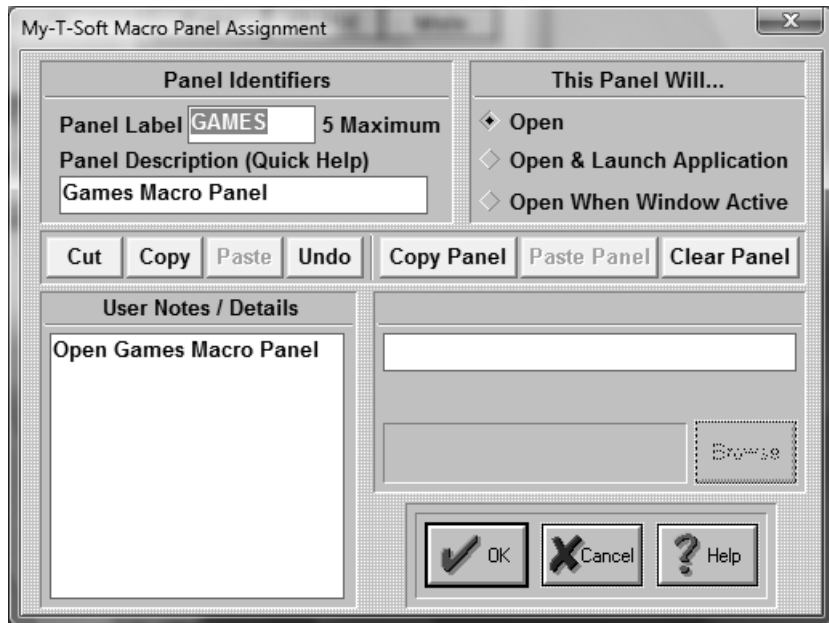 My-T-Soft Macro Panel Assignment
Panel Identifiers
Panel Label GAMES 5 Maximum
Panel Description (Quick Help)
Games Macro Panel
This Panel Will...
Open
Open & Launch Application
Open When Window Active
Cut Copy Paste Undo Copy Panel Paste Panel Clear Panel
User Notes / Details
Open Games Macro Panel
Browse
OK Cancel Help